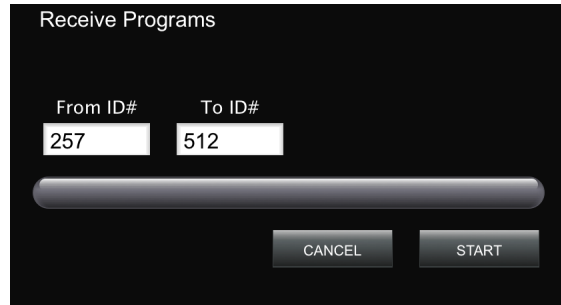 Receive Programs
From ID# To ID#
257 512
CANCEL START